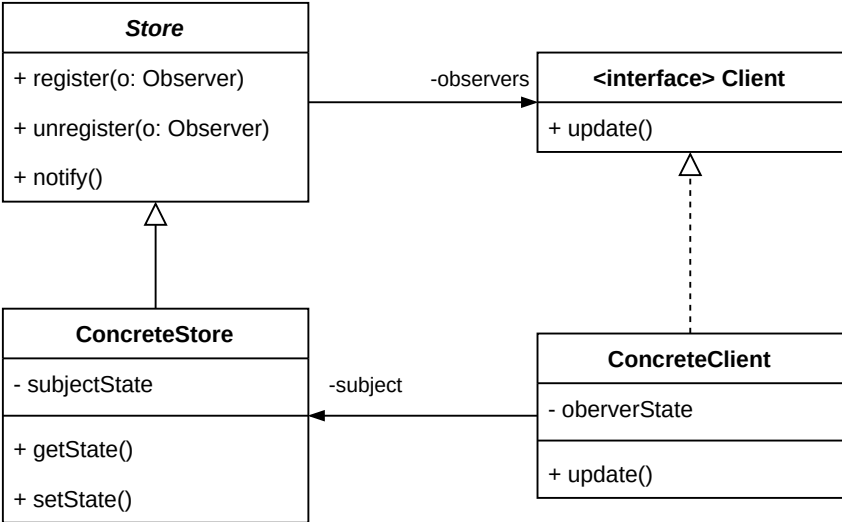 Store
+ register(o: Observer)
+ unregister(o: Observer)
+ notify()
-observers
<interface> Client
+ update()
ConcreteStore
- subjectState
+ getState()
+ setState()
-subject
ConcreteClient
- oberverState
+ update()